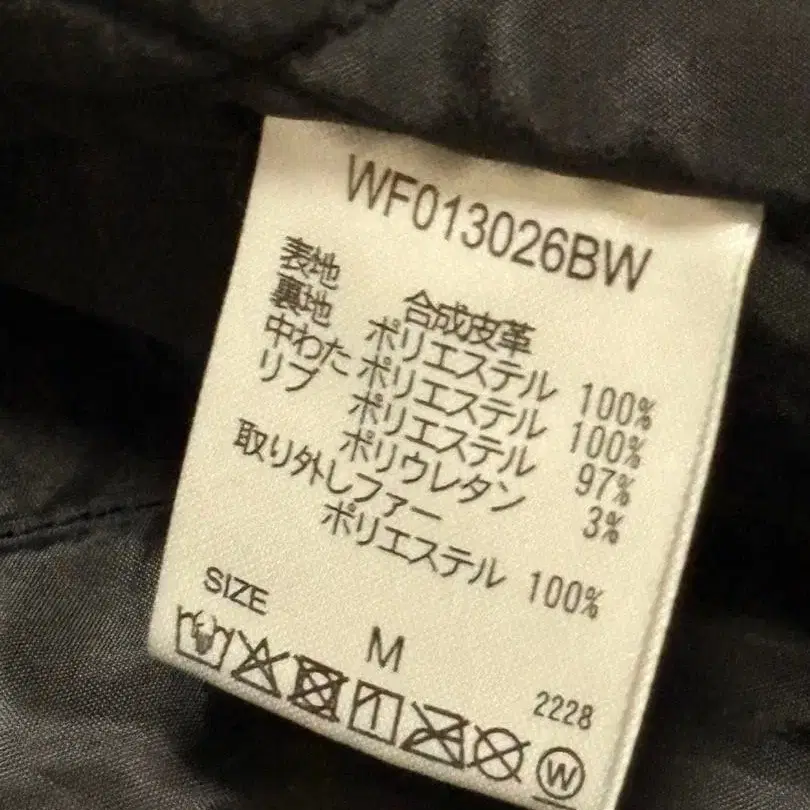 WF013026BW
表地 合成皮革
裏地 ポリエステル 100%
中わた ポリエステル 100%
リブ ポリエステル 97%
ポリウレタン 3%
取り外しファー
ポリエステル 100%
SIZE
M
2228
W